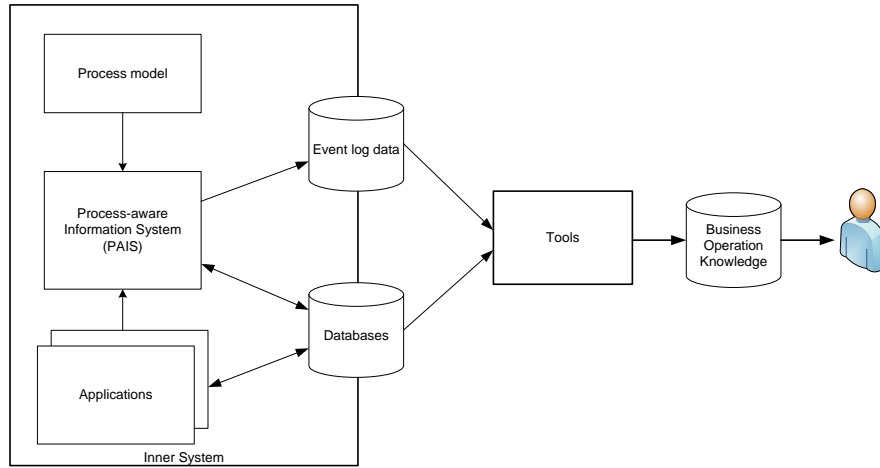 Process model
Event log data
Process-aware
Information System
(PAIS)
Tools
Business
Operation
Knowledge
Databases
Applications
Inner System